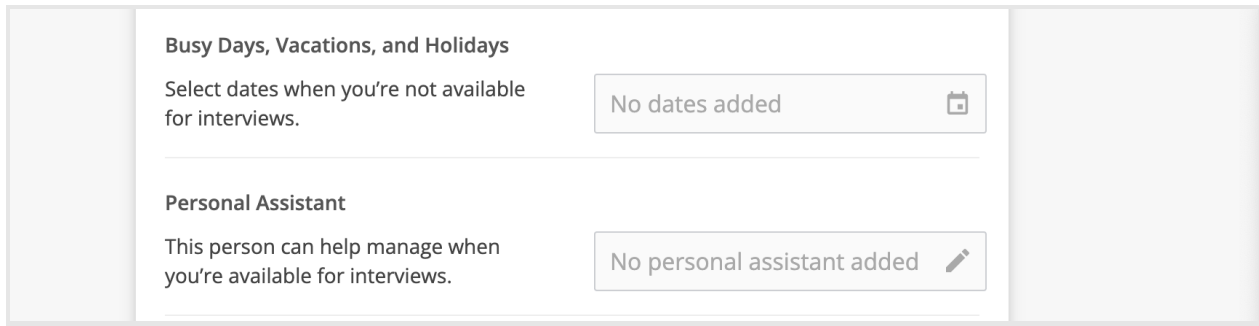 Busy Days, Vacations, and Holidays
Select dates when you’re not available
for interviews.
No dates added
Personal Assistant
This person can help manage when
you’re available for interviews.
No personal assistant added